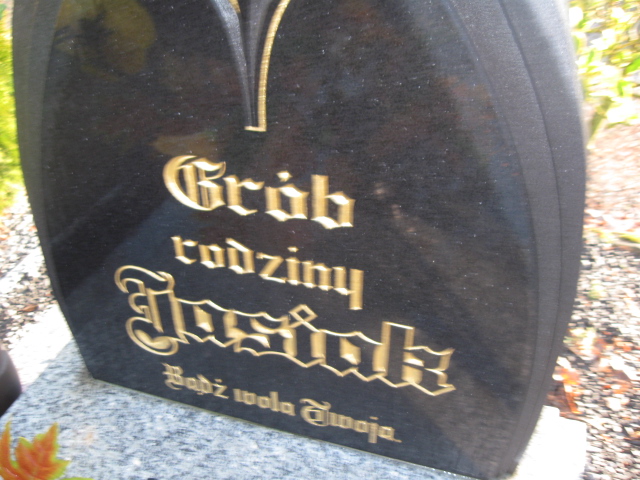 Grób
rodziny
Jasiak
Bądź wola Twoja